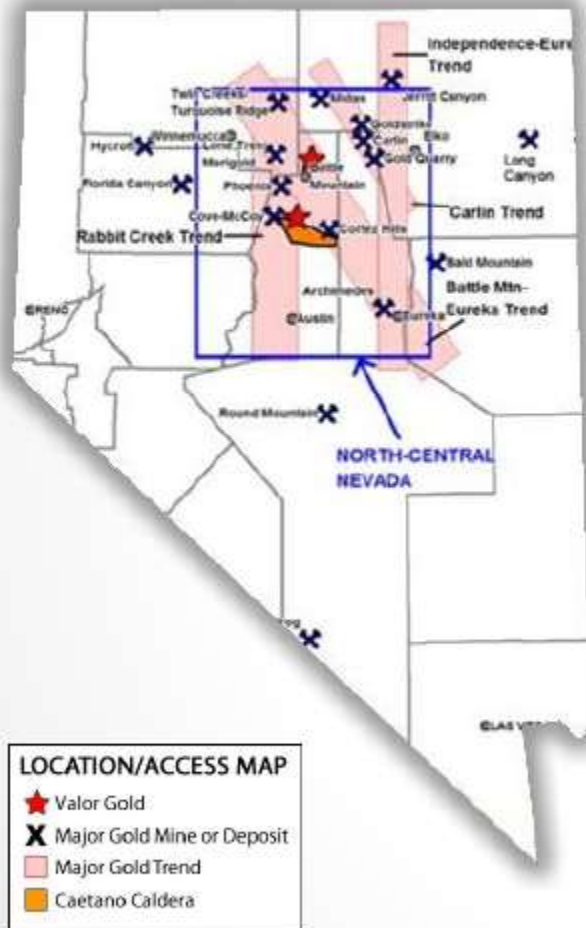 Independence-Eure
Trend
Twin Creeks-
Turquoise Ridge
Midas
Jerritt Canyon
Winnemucca
Goldstrike
Carlin
Elko
Hycroft
Lone Tree
Marigold
Battle
Mountain
Gold Quarry
Long
Canyon
Florida Canyon
Phoenix
Cove-McCoy
Cortez Hills
Carlin Trend
Rabbit Creek Trend
Bald Mountain
Archimedes
Battle Mtn-
Eureka Trend
RENO
Austin
Eureka
Round Mountain
NORTH-CENTRAL
NEVADA
og
LAS VE
LOCATION/ACCESS MAP
Valor Gold
Major Gold Mine or Deposit
Major Gold Trend
Caetano Caldera